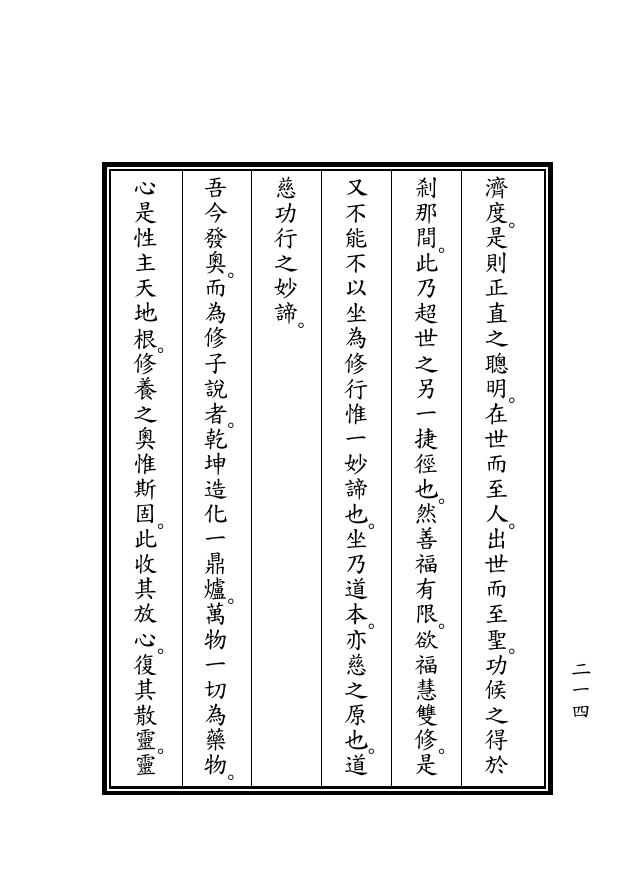 濟度。是則正直之聰明。在世而至人。出世而至聖。功候之得於
剎那間。此乃超世之另一捷徑也。然善福有限。欲福慧雙修。是
又不能不以坐為修行惟一妙諦也。坐乃道本。亦慈之原也。道
慈功行之妙諦。
吾今發奧。而為修子說者。乾坤造化一鼎爐。萬物一切為藥物。
心是性主天地根。修養之奧惟斯固。此收其放心。復其散靈。靈
二一四